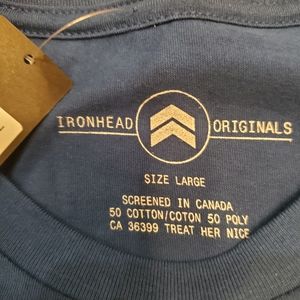 IRONHEAD ORIGINALS
SIZE LARGE
SCREENED IN CANADA
50 COTTON/COTON 50 POLY
CA 36399 TREAT HER NICE